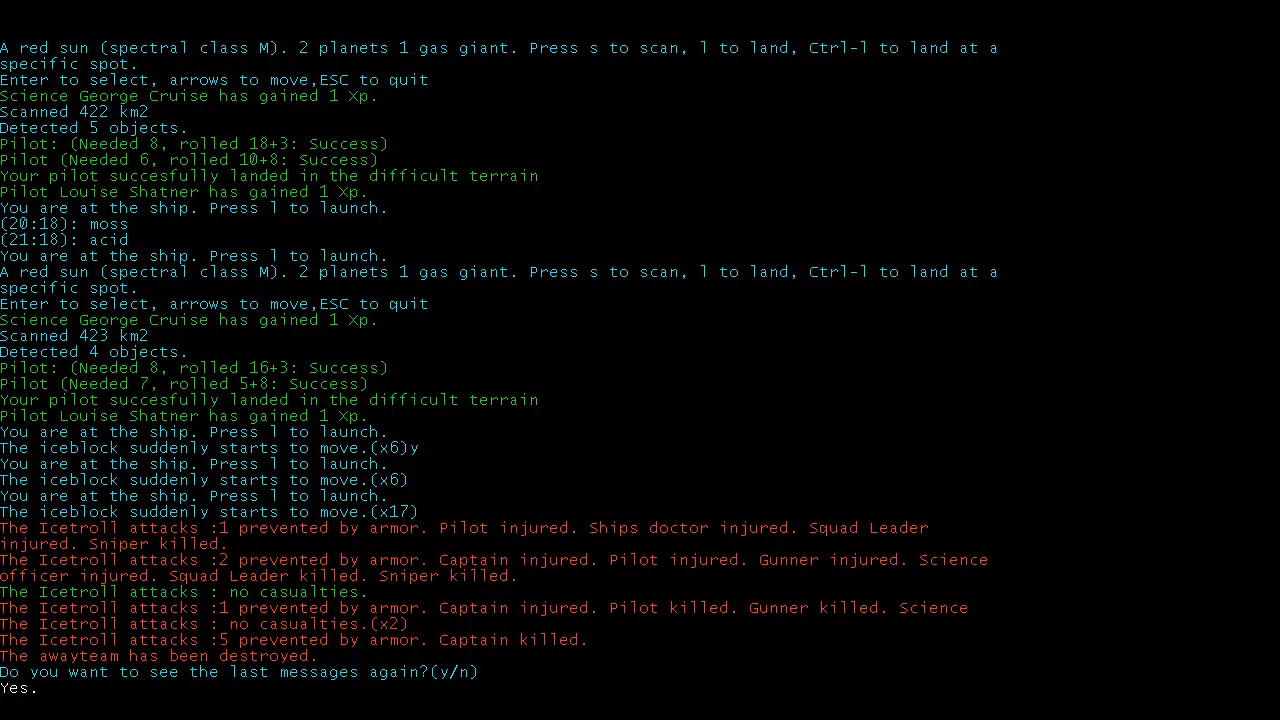 A red sun (spectral class M). 2 planets 1 gas giant. Press s to scan, l to land, Ctrl-l to land at a
specific spot.
Enter to select, arrows to move,ESC to quit
Science George Cruise has gained 1 Xp.
Scanned 422 km2
Detected 5 objects.
Pilot: (Needed 8, rolled 18+3: Success)
Pilot (Needed 6, rolled 10+8: Success)
Your pilot succesfully landed in the difficult terrain
Pilot Louise Shatner has gained 1 Xp.
You are at the ship. Press l to launch.
(20:18): moss
(21:18): acid
You are at the ship. Press l to launch.
A red sun (spectral class M). 2 planets 1 gas giant. Press s to scan, l to land, Ctrl-l to land at a
specific spot.
Enter to select, arrows to move,ESC to quit
Science George Cruise has gained 1 Xp.
Scanned 423 km2
Detected 4 objects.
Pilot: (Needed 8, rolled 16+3: Success)
Pilot (Needed 7, rolled 5+8: Success)
Your pilot succesfully landed in the difficult terrain
Pilot Louise Shatner has gained 1 Xp.
You are at the ship. Press l to launch.
The iceblock suddenly starts to move.(x6)y
You are at the ship. Press l to launch.
The iceblock suddenly starts to move.(x6)
You are at the ship. Press l to launch.
The iceblock suddenly starts to move.(x17)
The Icetroll attacks :1 prevented by armor. Pilot injured. Ships doctor injured. Squad Leader
injured. Sniper killed.
The Icetroll attacks :2 prevented by armor. Captain injured. Pilot injured. Gunner injured. Science
officer injured. Squad Leader killed. Sniper killed.
The Icetroll attacks : no casualties.
The Icetroll attacks :1 prevented by armor. Captain injured. Pilot killed. Gunner killed. Science
The Icetroll attacks : no casualties.(x2)
The Icetroll attacks :5 prevented by armor. Captain killed.
The awayteam has been destroyed.
Do you want to see the last messages again?(y/n)
Yes.